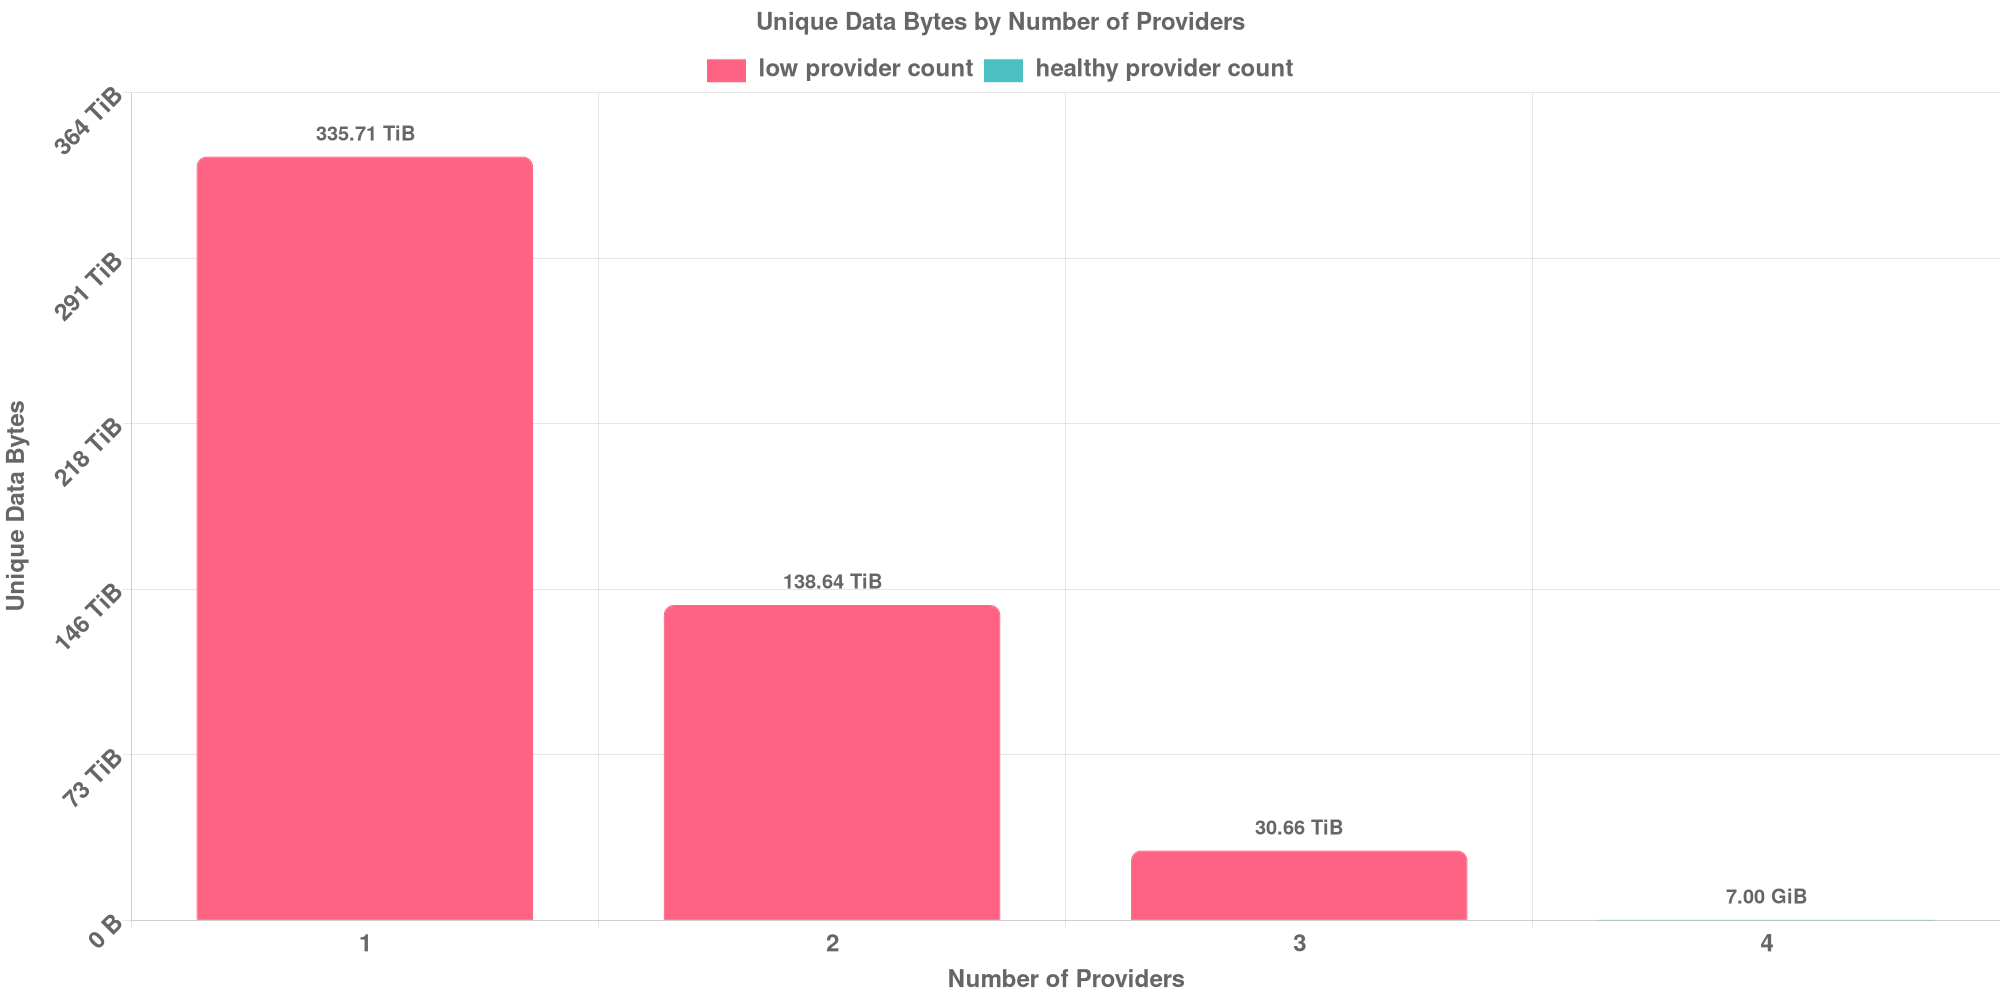 Unique Data Bytes by Number of Providers
low provider count healthy provider count
364 TiB
291 TiB
218 TiB
146 TiB
73 TiB
0 B
Unique Data Bytes
335.71 TiB
138.64 TiB
30.66 TiB
7.00 GiB
1 2 3 4
Number of Providers